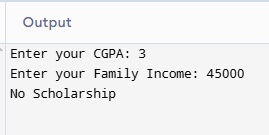 Output
Enter your CGPA: 3
Enter your Family Income: 45000
No Scholarship